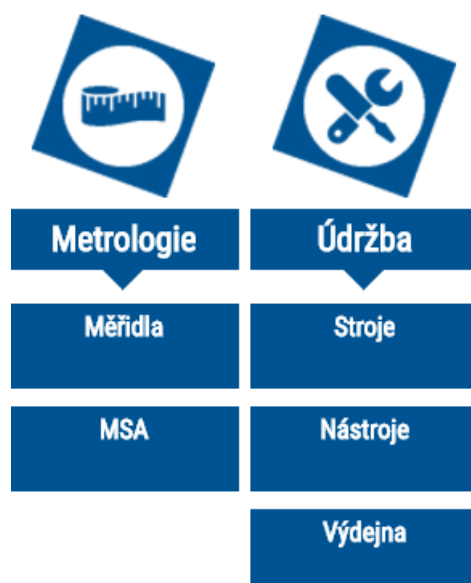 Metrologie
Měřidla
MSA
Údržba
Stroje
Nástroje
Výdejna